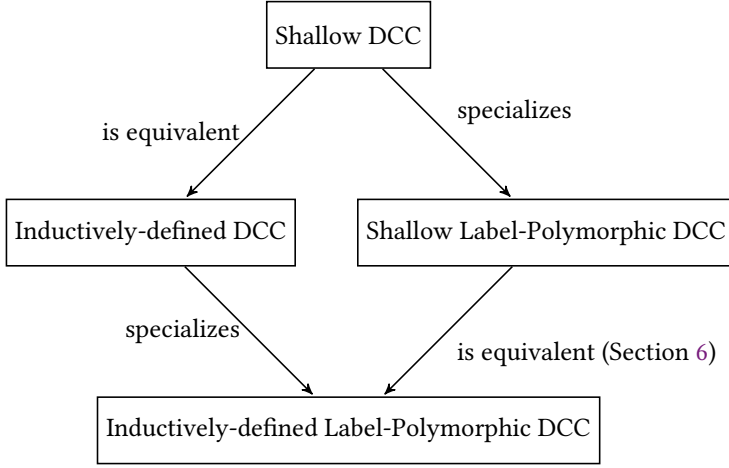 Shallow DCC
is equivalent
specializes
Inductively-defined DCC
Shallow Label-Polymorphic DCC
specializes
is equivalent (Section 6)
Inductively-defined Label-Polymorphic DCC